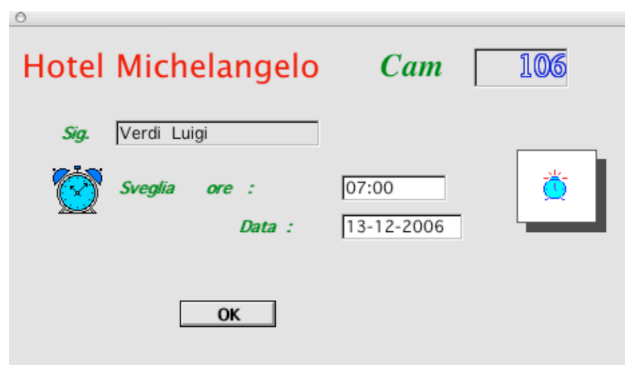 Hotel Michelangelo Cam 106
Sig. Verdi Luigi
Sveglia ore : 07:00
Data : 13-12-2006
OK